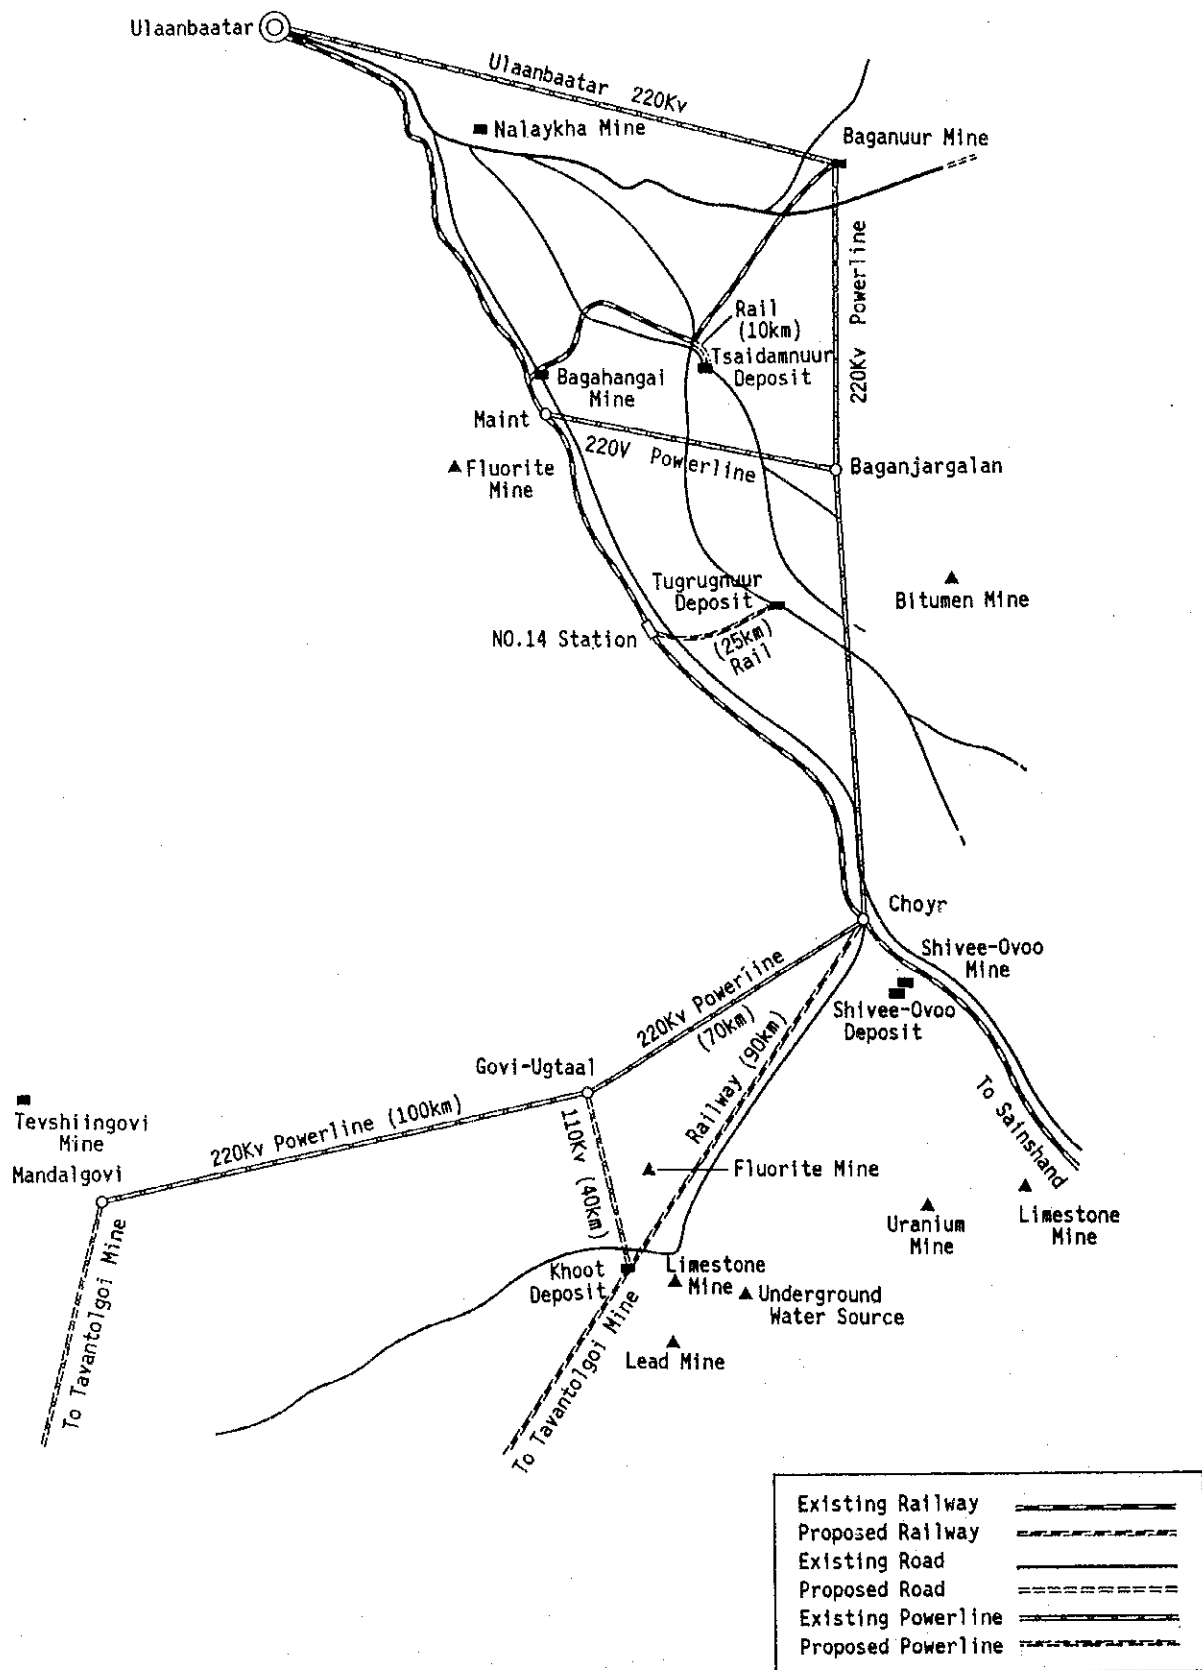 Ulaanbaatar
Ulaanbaatar 220Kv
Nalaykha Mine
Baganuur Mine
220Kv Powerline
Rail
(10km)
Tsaidamnuur
Deposit
Bagahangai
Mine
Maint
220V Powerline
Baganjargalan
Fluorite
Mine
Tugrugnuur
Deposit
Bitumen Mine
NO.14 Station
(25km)
Rail
Choyr
Shivee-Ovoo
Mine
Shivee-Ovoo
Deposit
220Kv Powerline
(70km)
Railway (90km)
Govi-Ugtaal
To Sainshand
Tevshiingovi
Mine
220Kv Powerline (100km)
Mandalgovi
110Kv (40km)
Fluorite Mine
Uranium
Mine
Limestone
Mine
Khoot
Deposit
Limestone
Mine
Underground
Water Source
Lead Mine
To Tavantolgoi Mine
To Tavantolgoi Mine
Existing Railway
Proposed Railway
Existing Road
Proposed Road
Existing Powerline
Proposed Powerline